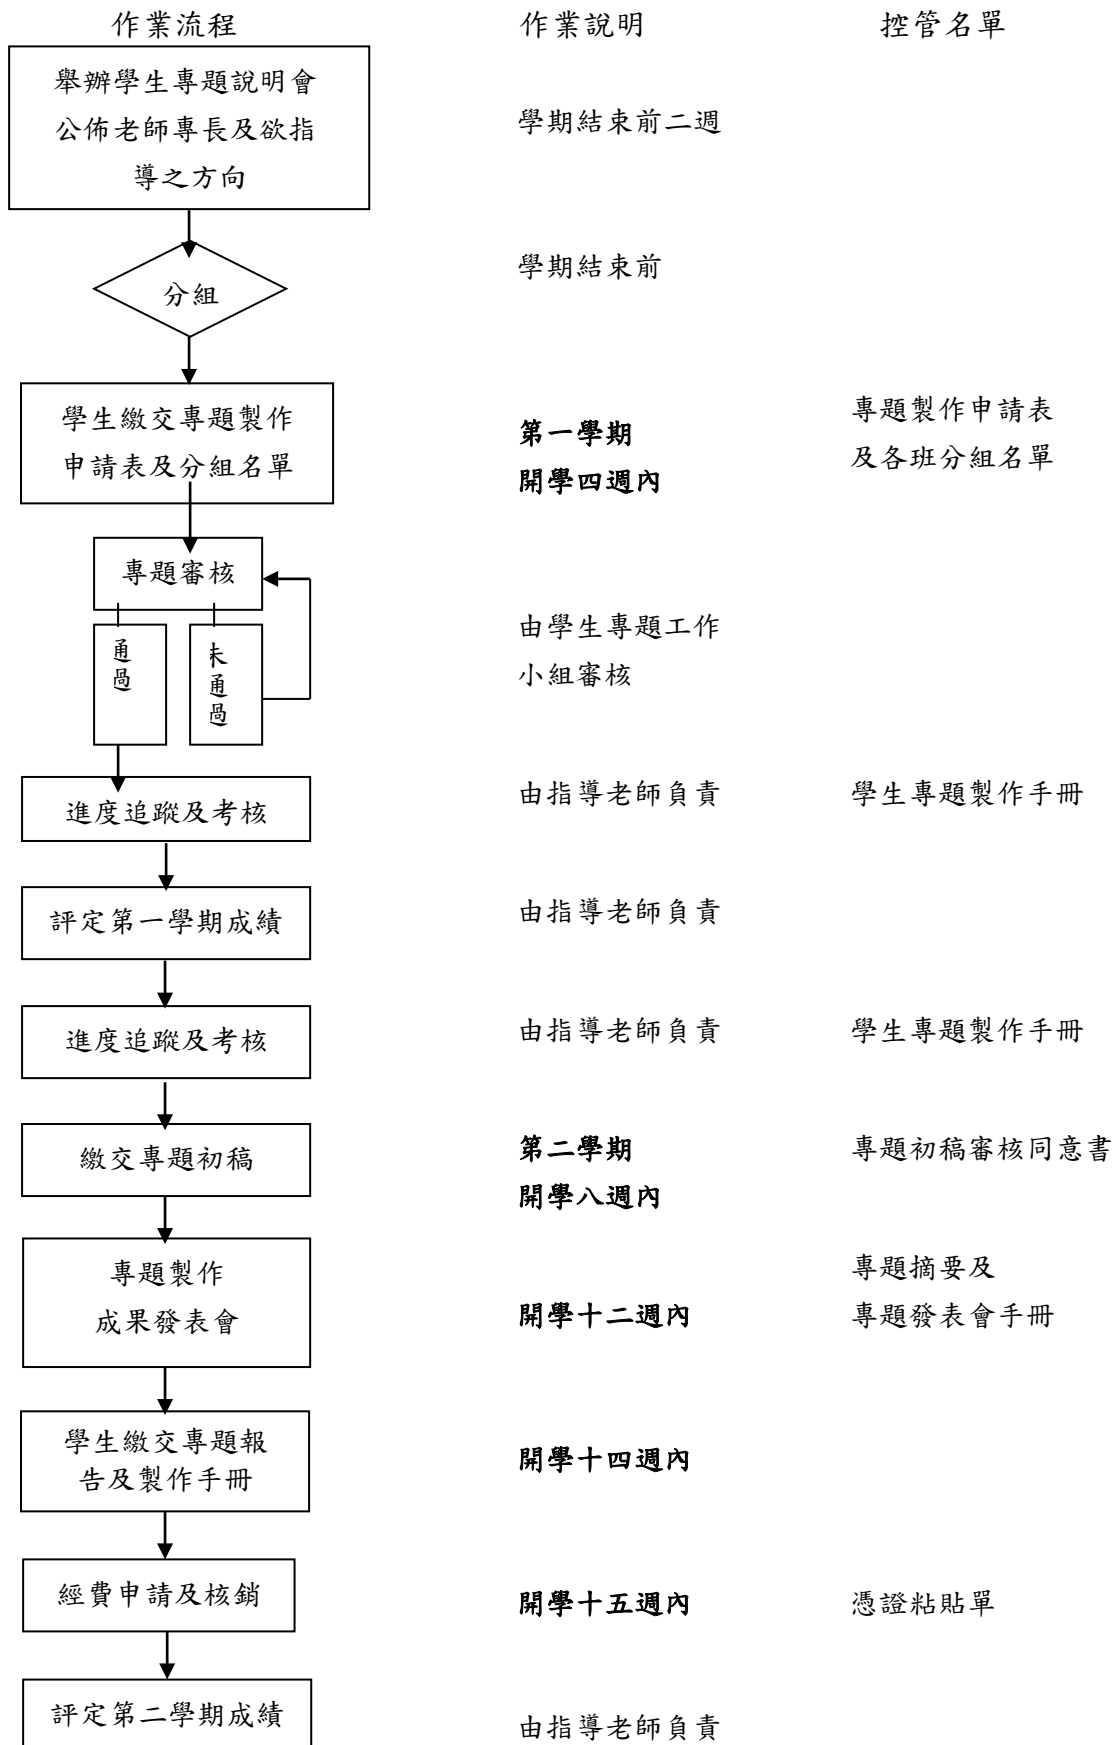 作業流程 作業說明 控管名單
舉辦學生專題說明會
公佈老師專長及欲指
導之方向
學期結束前二週
分組
學期結束前
學生繳交專題製作
申請表及分組名單
第一學期
開學四週內
專題製作申請表
及各班分組名單
專題審核
通過
未通過
由學生專題工作
小組審核
進度追蹤及考核
由指導老師負責
學生專題製作手冊
評定第一學期成績
由指導老師負責
進度追蹤及考核
由指導老師負責
學生專題製作手冊
繳交專題初稿
第二學期
開學八週內
專題初稿審核同意書
專題製作
成果發表會
開學十二週內
專題摘要及
專題發表會手冊
學生繳交專題報
告及製作手冊
開學十四週內
經費申請及核銷
開學十五週內
憑證粘貼單
評定第二學期成績
由指導老師負責